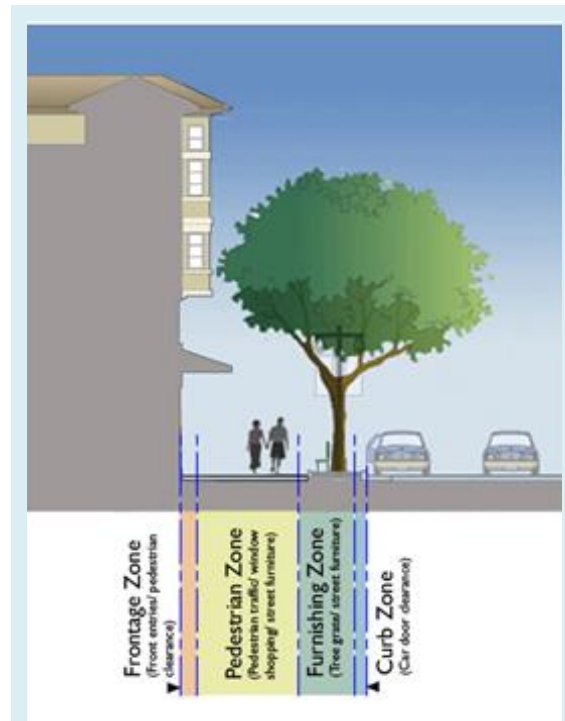 Frontage Zone
(Front entries/ pedestrian
clearance)
Pedestrian Zone
(Pedestrian traffic/ window
shopping/ street furniture)
Furnishing Zone
(Tree grate/ street furniture)
Curb Zone
(Car door clearance)